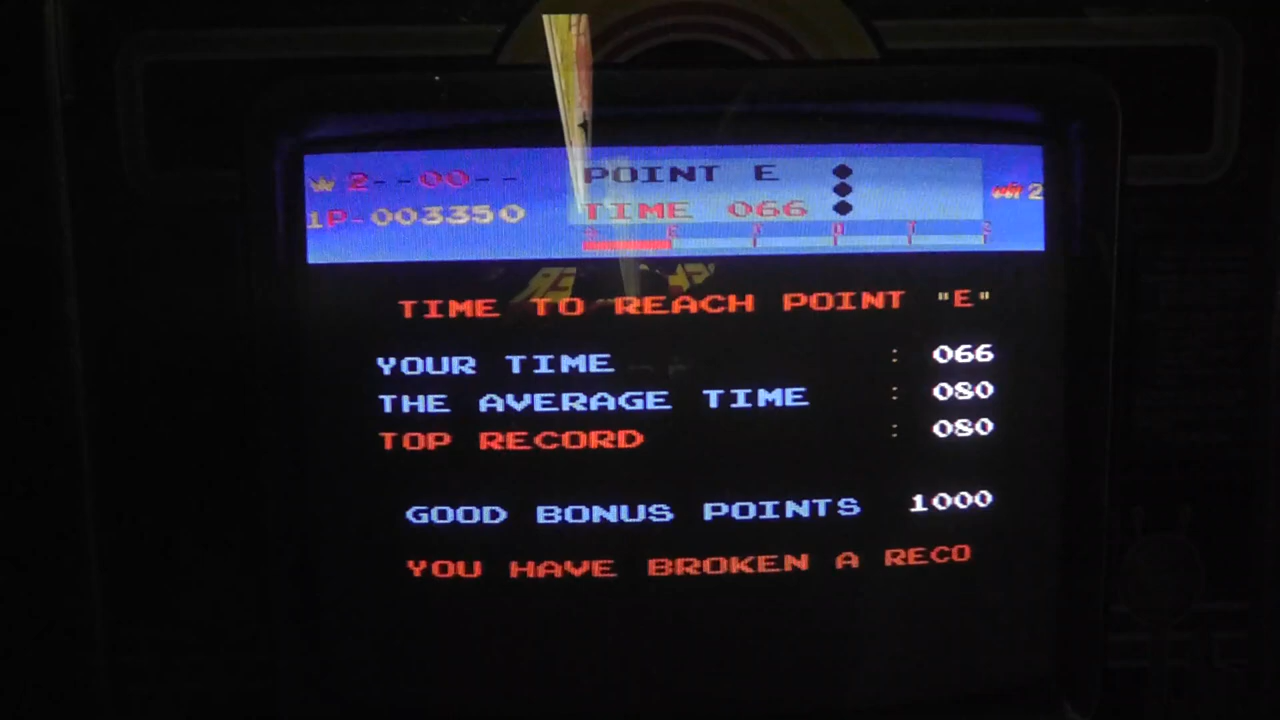 2--00--
1P-003350
POINT E
TIME 066
2
E J O T Z
TIME TO REACH POINT "E"
YOUR TIME : 066
THE AVERAGE TIME : 080
TOP RECORD : 080
GOOD BONUS POINTS 1000
YOU HAVE BROKEN A RECO